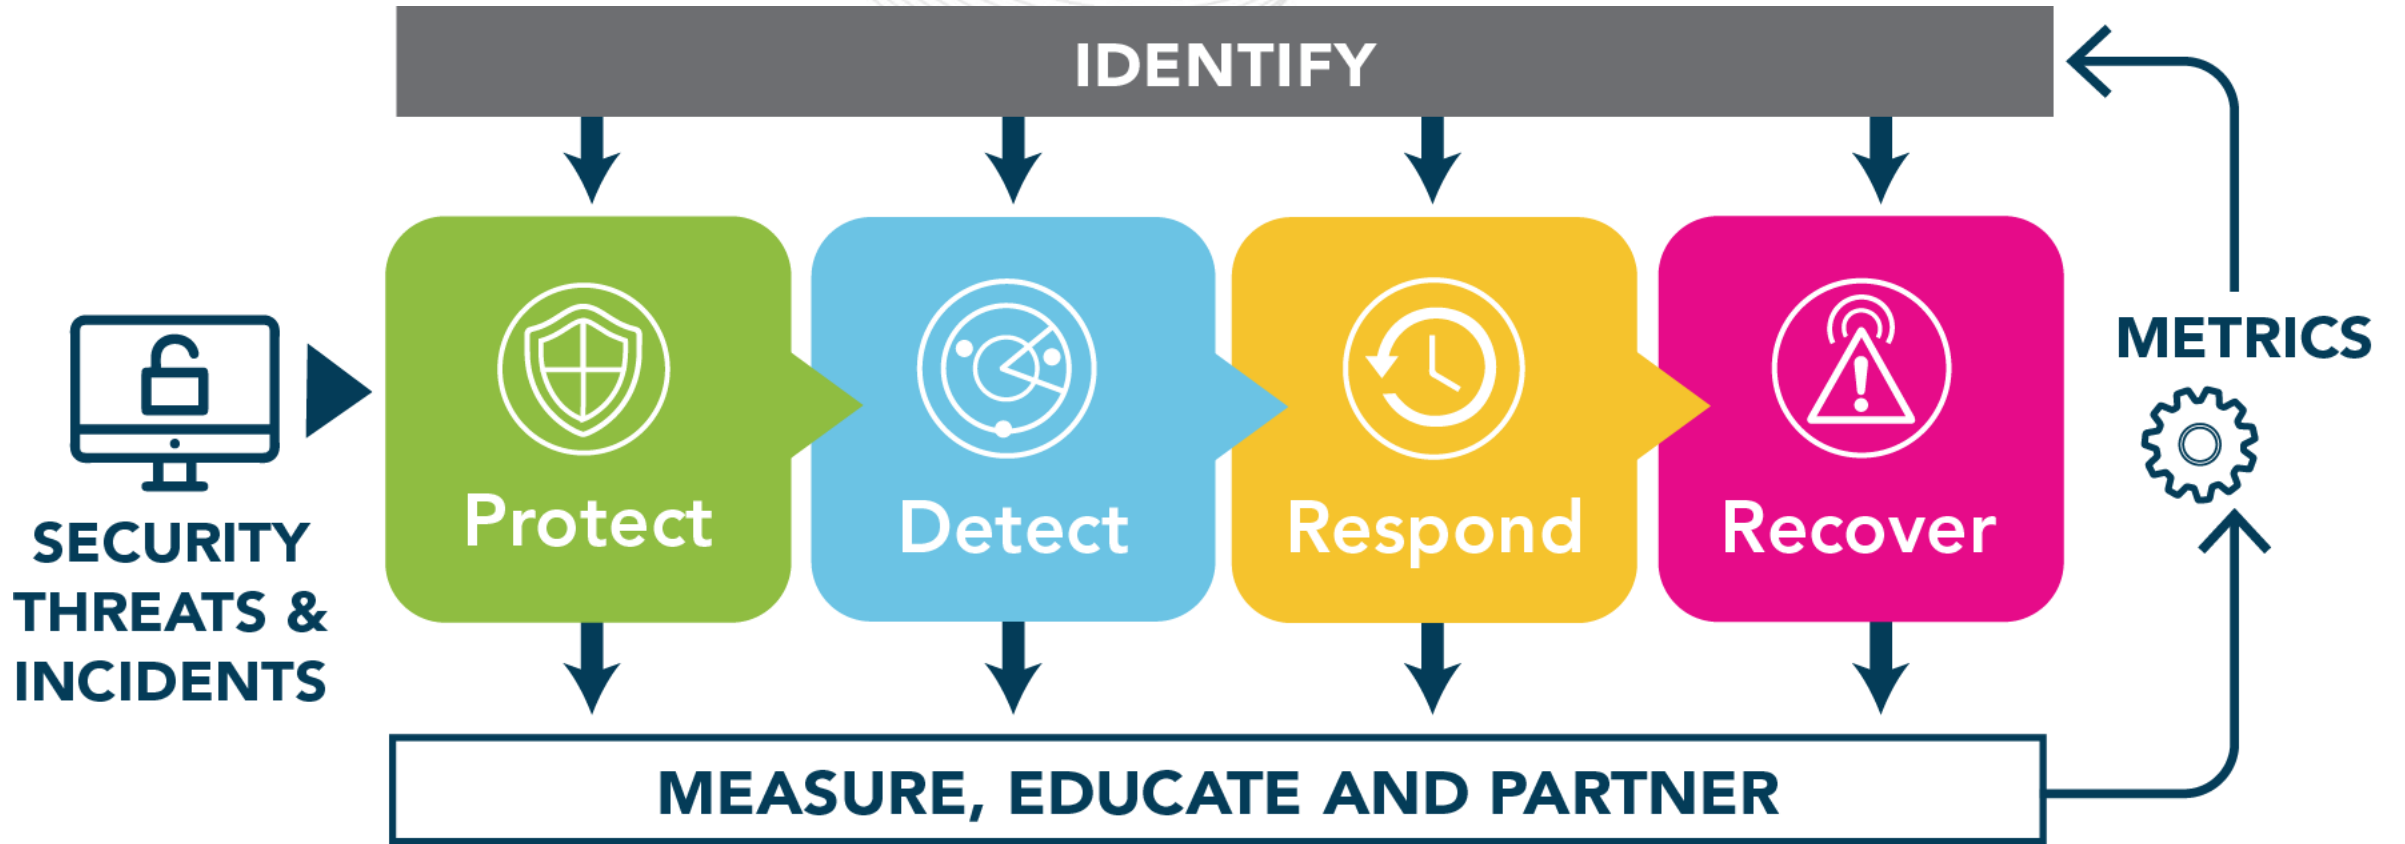 IDENTIFY
Protect
Detect
Respond
Recover
SECURITY
THREATS &
INCIDENTS
METRICS
MEASURE, EDUCATE AND PARTNER